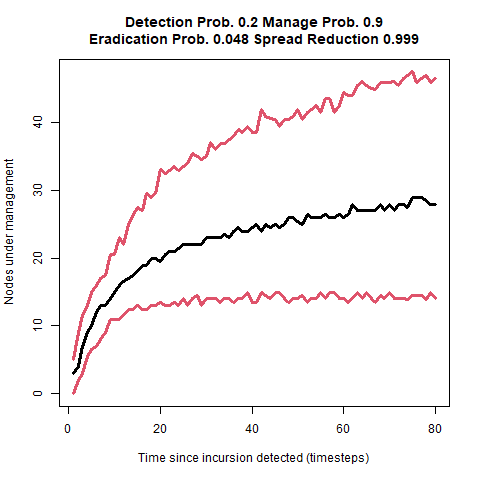 Detection Prob. 0.2 Manage Prob. 0.9
Eradication Prob. 0.048 Spread Reduction 0.999
Nodes under management
40
30
20
10
0
0 20 40 60 80
Time since incursion detected (timesteps)